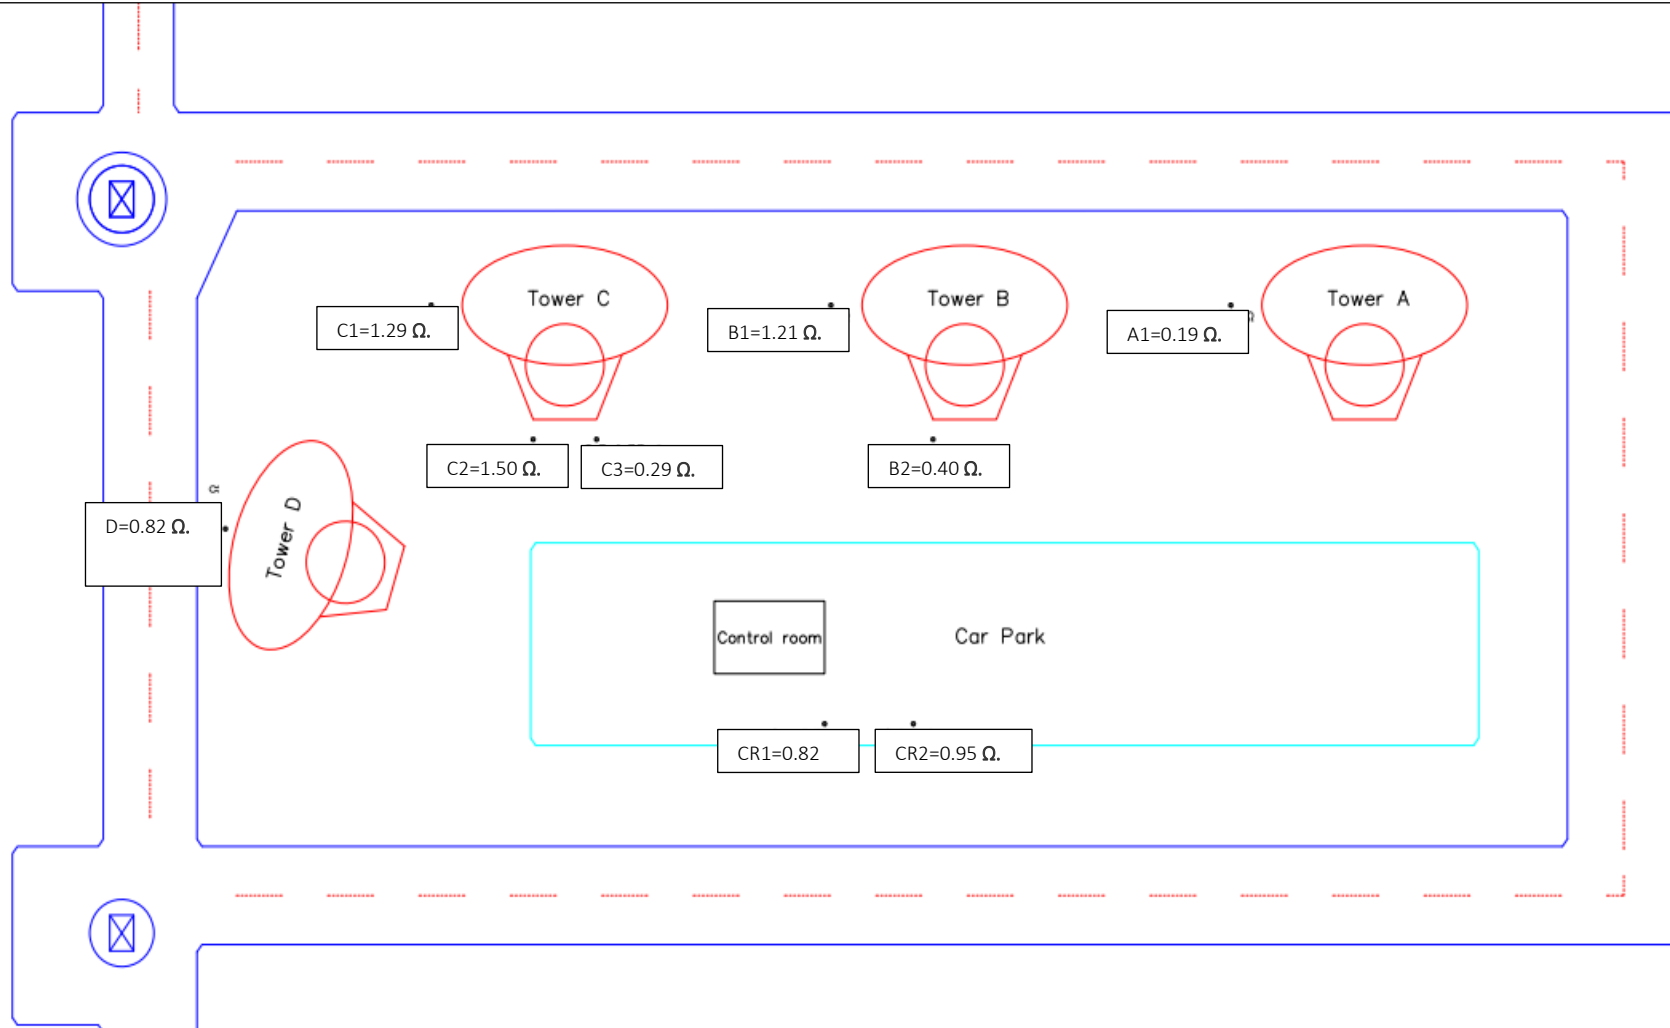 Tower C
Tower B
Tower A
C1=1.29 Ω.
B1=1.21 Ω.
A1=0.19 Ω.
Ω
C2=1.50 Ω.
C3=0.29 Ω.
B2=0.40 Ω.
Ω
D=0.82 Ω.
Tower D
Control room
Car Park
CR1=0.82
CR2=0.95 Ω.